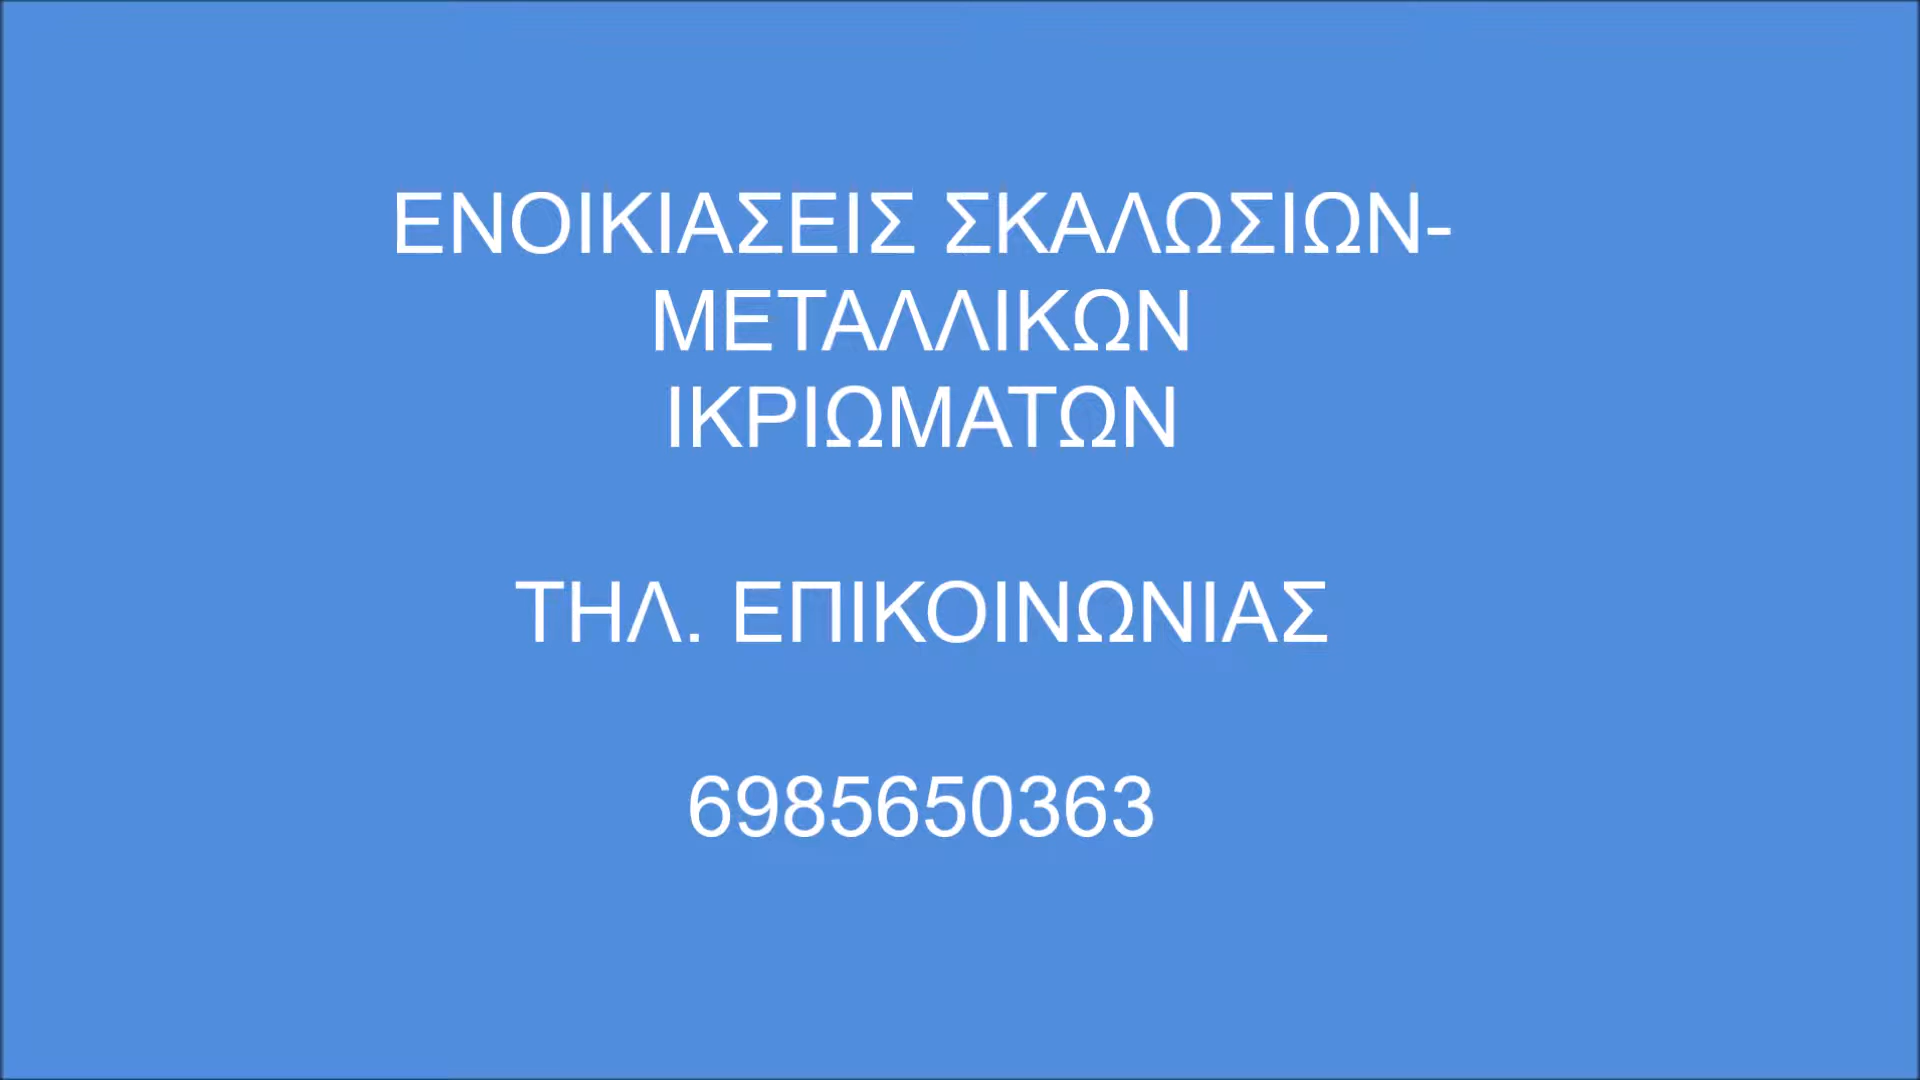 ΕΝΟΙΚΙΑΣΕΙΣ ΣΚΑΛΩΣΙΩΝ-
ΜΕΤΑΛΛΙΚΩΝ
ΙΚΡΙΩΜΑΤΩΝ
ΤΗΛ. ΕΠΙΚΟΙΝΩΝΙΑΣ
6985650363